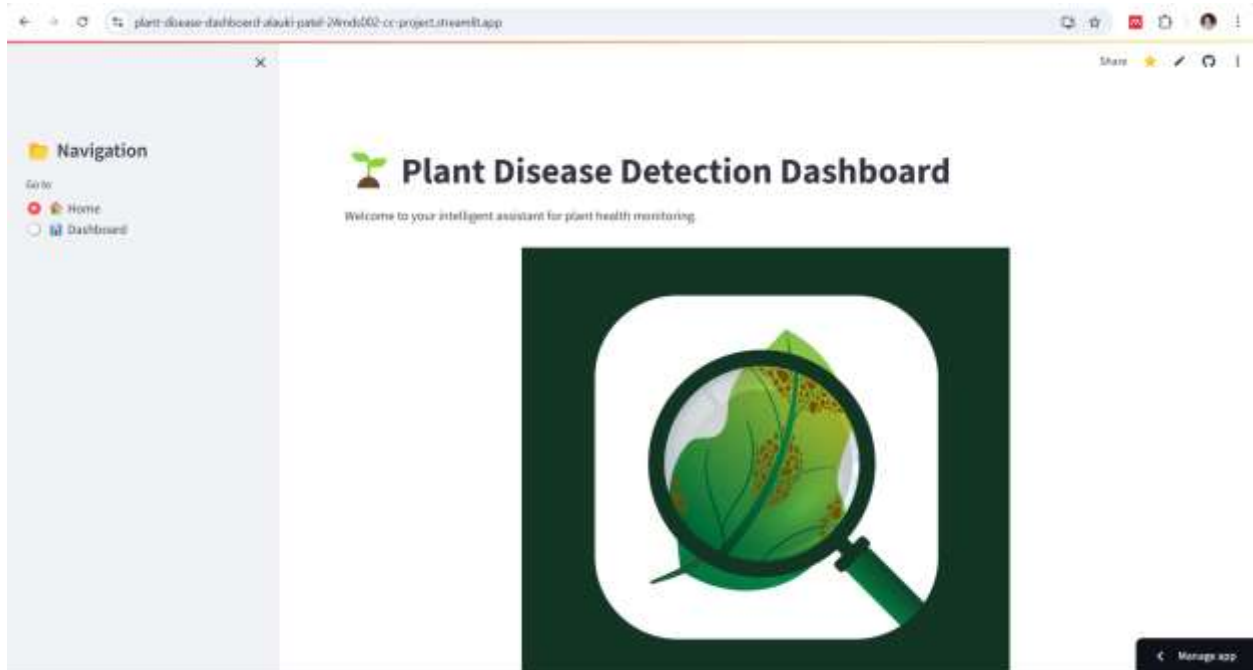 plant-disease-dashboard-alauki-patel-24mds002-cc-project.streamlit.app
Share
Navigation
Go to
Home
Dashboard
Plant Disease Detection Dashboard
Welcome to your intelligent assistant for plant health monitoring.
Manage app